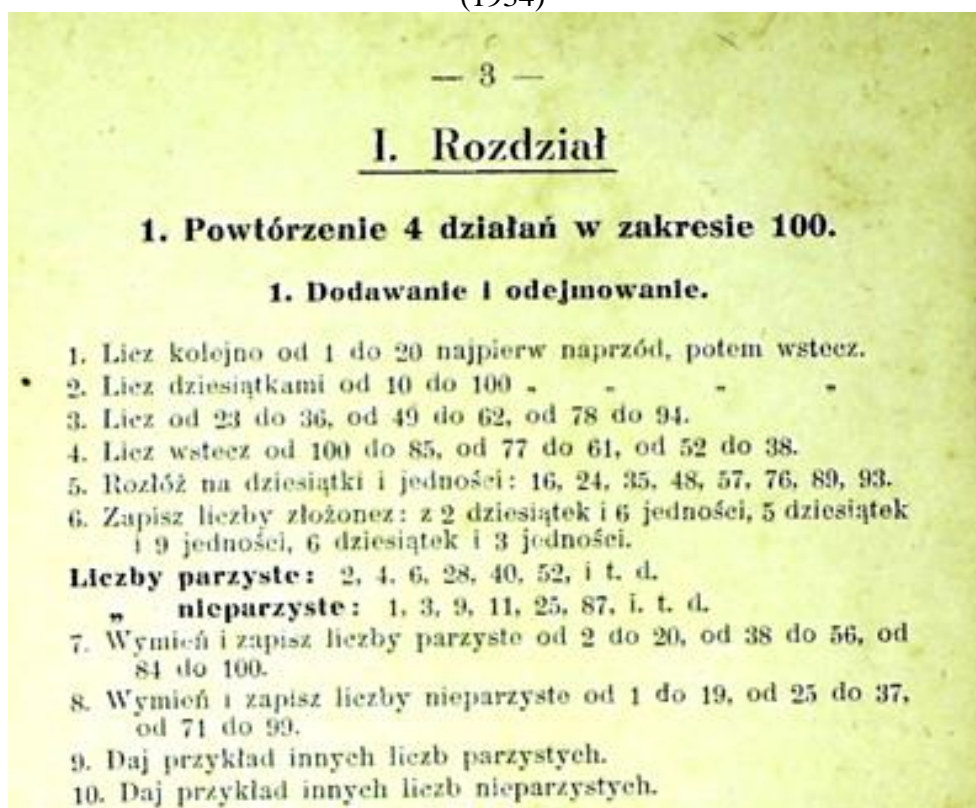 (1934)
— 3 —
I. Rozdział
1. Powtórzenie 4 działań w zakresie 100.
1. Dodawanie i odejmowanie.
1. Licz kolejno od 1 do 20 najpierw naprzód, potem wstecz.
2. Licz dziesiątkami od 10 do 100 „ „ „ „
3. Licz od 23 do 36, od 49 do 62, od 78 do 94.
4. Licz wstecz od 100 do 85, od 77 do 61, od 52 do 38.
5. Rozłóż na dziesiątki i jedności: 16, 24, 35, 48, 57, 76, 89, 93.
6. Zapisz liczby złożonez: z 2 dziesiątek i 6 jedności, 5 dziesiątek
i 9 jedności, 6 dziesiątek i 3 jedności.
Liczby parzyste: 2, 4, 6, 28, 40, 52, i t. d.
„ nieparzyste: 1, 3, 9, 11, 25, 87, i. t. d.
7. Wymień i zapisz liczby parzyste od 2 do 20, od 38 do 56, od
84 do 100.
8. Wymień i zapisz liczby nieparzyste od 1 do 19, od 25 do 37,
od 71 do 99.
9. Daj przykład innych liczb parzystych.
10. Daj przykład innych liczb nieparzystych.